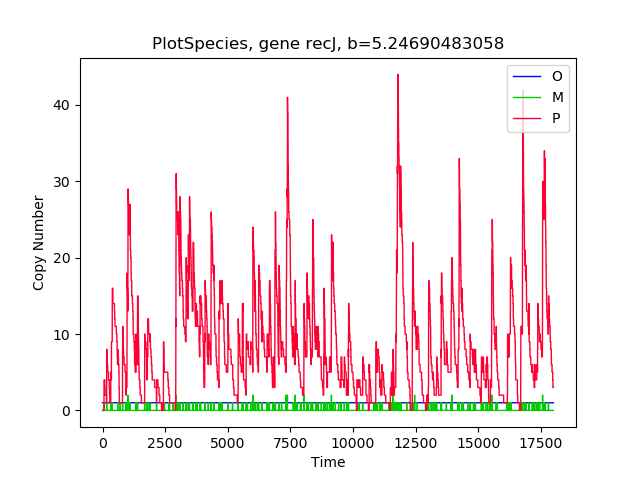 PlotSpecies, gene recJ, b=5.24690483058
O
M
P
Copy Number
40
30
20
10
0
0 2500 5000 7500 10000 12500 15000 17500
Time